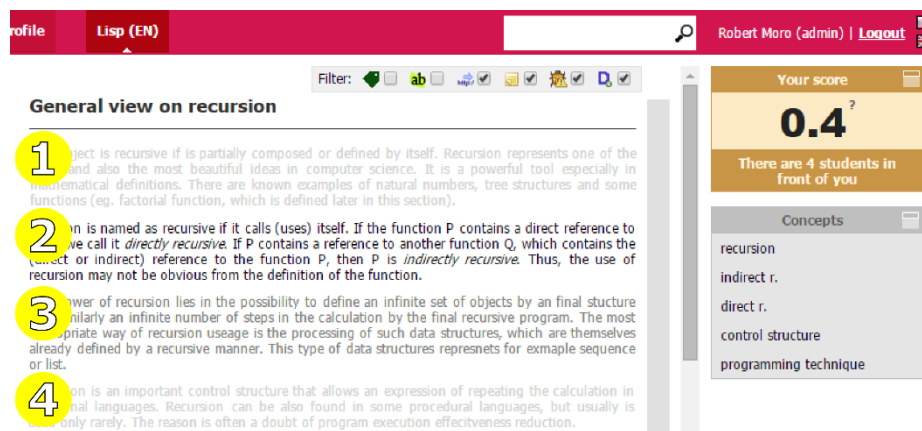 rofile
Lisp (EN)
Robert Moro (admin) | Logout
Filter:
ab
D
General view on recursion
1
ject is recursive if is partially composed or defined by itself. Recursion represents one of the
and also the most beautiful ideas in computer science. It is a powerful tool especially in
mathematical definitions. There are known examples of natural numbers, tree structures and some
functions (eg. factorial function, which is defined later in this section).
2
on is named as recursive if it calls (uses) itself. If the function P contains a direct reference to
we call it directly recursive. If P contains a reference to another function Q, which contains the
(direct or indirect) reference to the function P, then P is indirectly recursive. Thus, the use of
recursion may not be obvious from the definition of the function.
3
wer of recursion lies in the possibility to define an infinite set of objects by an final stucture
milarly an infinite number of steps in the calculation by the final recursive program. The most
opriate way of recursion useage is the processing of such data structures, which are themselves
already defined by a recursive manner. This type of data structures represnets for exmaple sequence
or list.
4
on is an important control structure that allows an expression of repeating the calculation in
nal languages. Recursion can be also found in some procedural languages, but usually is
only rarely. The reason is often a doubt of program execution effecitveness reduction.
Your score
0.4 ?
There are 4 students in
front of you
Concepts
recursion
indirect r.
direct r.
control structure
programming technique